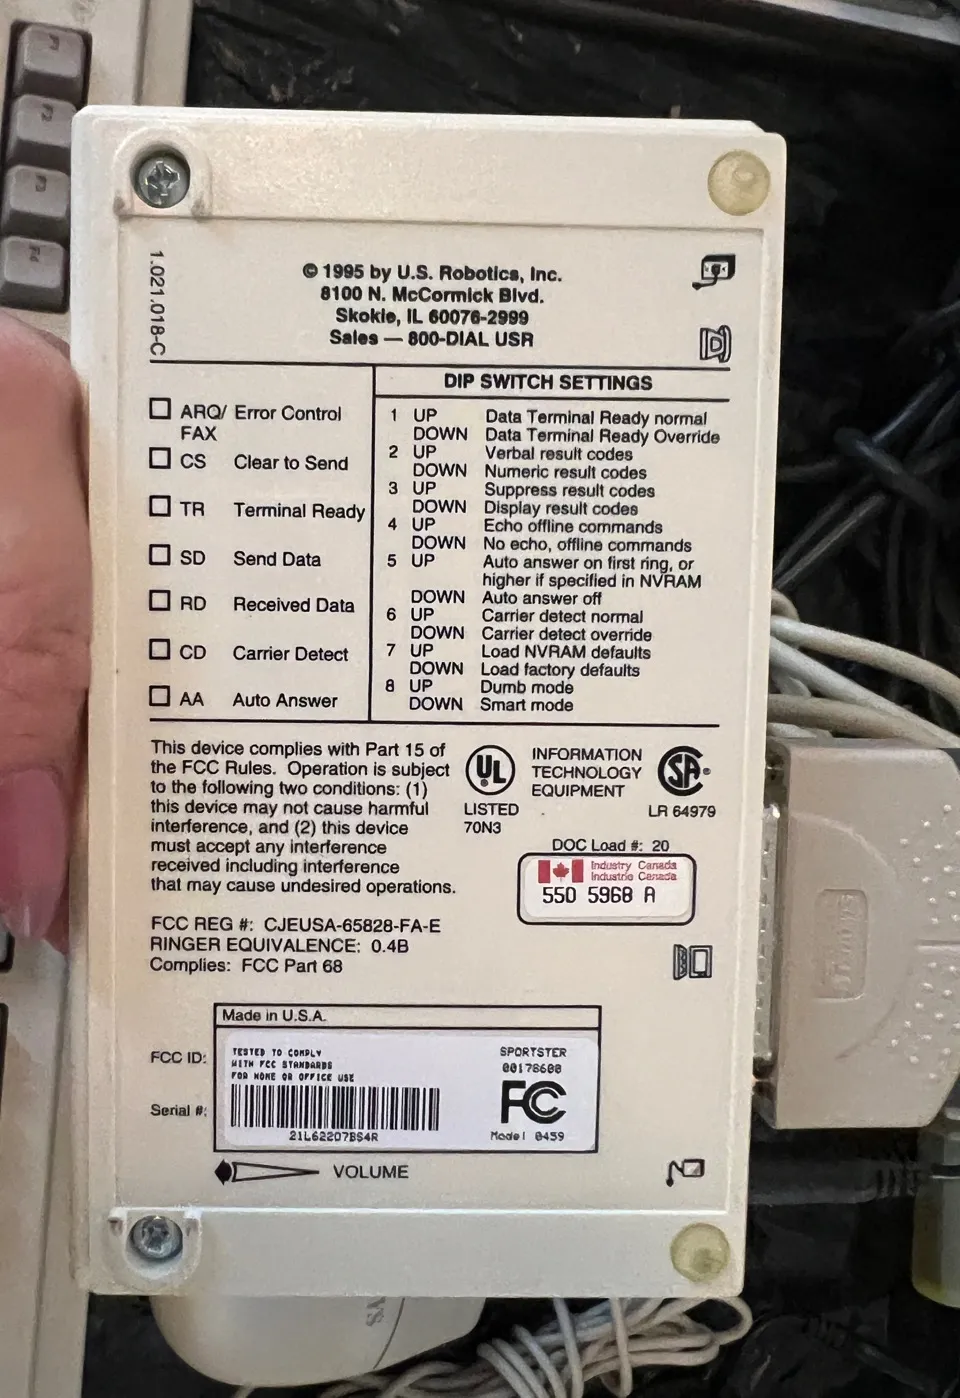 F1
F2
F3
F4
1.021.018-C
© 1995 by U.S. Robotics, Inc.
8100 N. McCormick Blvd.
Skokie, IL 60076-2999
Sales — 800-DIAL USR
ARQ/ Error Control
FAX
CS Clear to Send
TR Terminal Ready
SD Send Data
RD Received Data
CD Carrier Detect
AA Auto Answer
DIP SWITCH SETTINGS
1 UP Data Terminal Ready normal
DOWN Data Terminal Ready Override
2 UP Verbal result codes
DOWN Numeric result codes
3 UP Suppress result codes
DOWN Display result codes
4 UP Echo offline commands
DOWN No echo, offline commands
5 UP Auto answer on first ring, or
higher if specified in NVRAM
DOWN Auto answer off
6 UP Carrier detect normal
DOWN Carrier detect override
7 UP Load NVRAM defaults
DOWN Load factory defaults
8 UP Dumb mode
DOWN Smart mode
This device complies with Part 15 of
the FCC Rules. Operation is subject
to the following two conditions: (1)
this device may not cause harmful
interference, and (2) this device
must accept any interference
received including interference
that may cause undesired operations.
UL
LISTED
70N3
INFORMATION
TECHNOLOGY
EQUIPMENT
SA
LR 64979
DOC Load #: 20
Industry Canada
Industrie Canada
550 5968 A
FCC REG #: CJEUSA-65828-FA-E
RINGER EQUIVALENCE: 0.4B
Complies: FCC Part 68
Made in U.S.A.
FCC ID:
TESTED TO COMPLY
WITH FCC STANDARDS
FOR HOME OR OFFICE USE
SPORTSTER
00178600
FC
Serial #:
21L62207BS4R
Model 0459
VOLUME